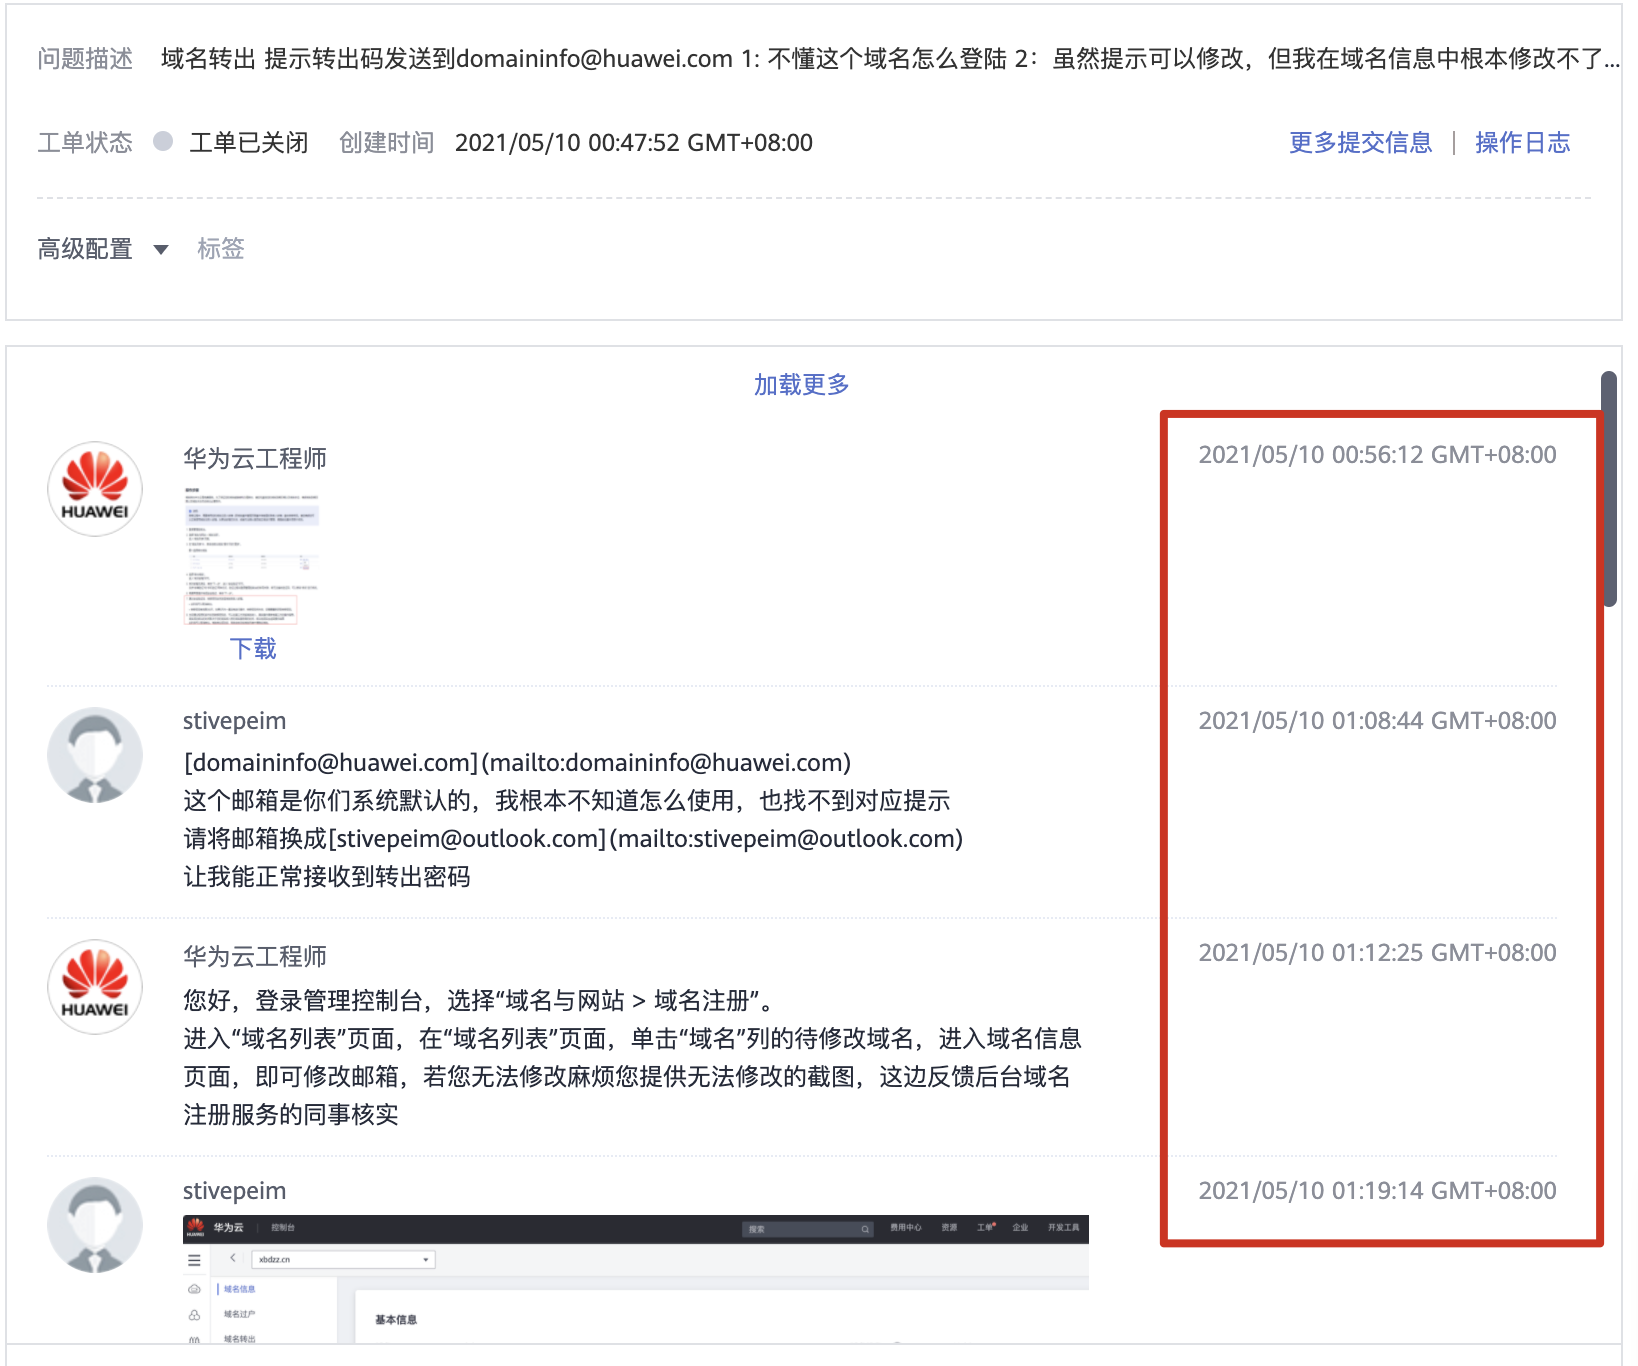 问题描述 域名转出 提示转出码发送到domaininfo@huawei.com 1: 不懂这个域名怎么登陆 2：虽然提示可以修改，但我在域名信息中根本修改不了...
工单状态 工单已关闭 创建时间 2021/05/10 00:47:52 GMT+08:00 更多提交信息 | 操作日志
高级配置 标签
加载更多
华为云工程师 2021/05/10 00:56:12 GMT+08:00
HUAWEI
下载
stivepeim 2021/05/10 01:08:44 GMT+08:00
[domaininfo@huawei.com](mailto:domaininfo@huawei.com)
这个邮箱是你们系统默认的，我根本不知道怎么使用，也找不到对应提示
请将邮箱换成[stivepeim@outlook.com](mailto:stivepeim@outlook.com)
让我能正常接收到转出密码
华为云工程师 2021/05/10 01:12:25 GMT+08:00
HUAWEI
您好，登录管理控制台，选择“域名与网站 > 域名注册”。
进入“域名列表”页面，在“域名列表”页面，单击“域名”列的待修改域名，进入域名信息
页面，即可修改邮箱，若您无法修改麻烦您提供无法修改的截图，这边反馈后台域名
注册服务的同事核实
stivepeim 2021/05/10 01:19:14 GMT+08:00
HUAWEI 华为云 | 控制台 搜索 费用中心 资源 工单 企业 开发工具
xbdzz.cn
域名信息
域名过户
基本信息
域名转出